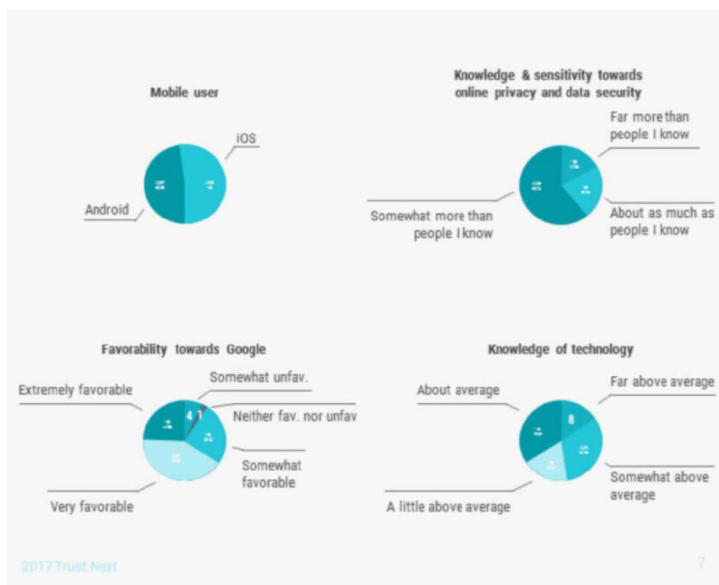 Mobile user
iOS
Android
Knowledge & sensitivity towards
online privacy and data security
Far more than
people I know
Somewhat more than
people I know
About as much as
people I know
Favorability towards Google
Extremely favorable
Somewhat unfav.
4
1
Neither fav. nor unfav
Somewhat
favorable
Very favorable
Knowledge of technology
About average
Far above average
8
Somewhat above
average
A little above average
2017 Trust.Next
7